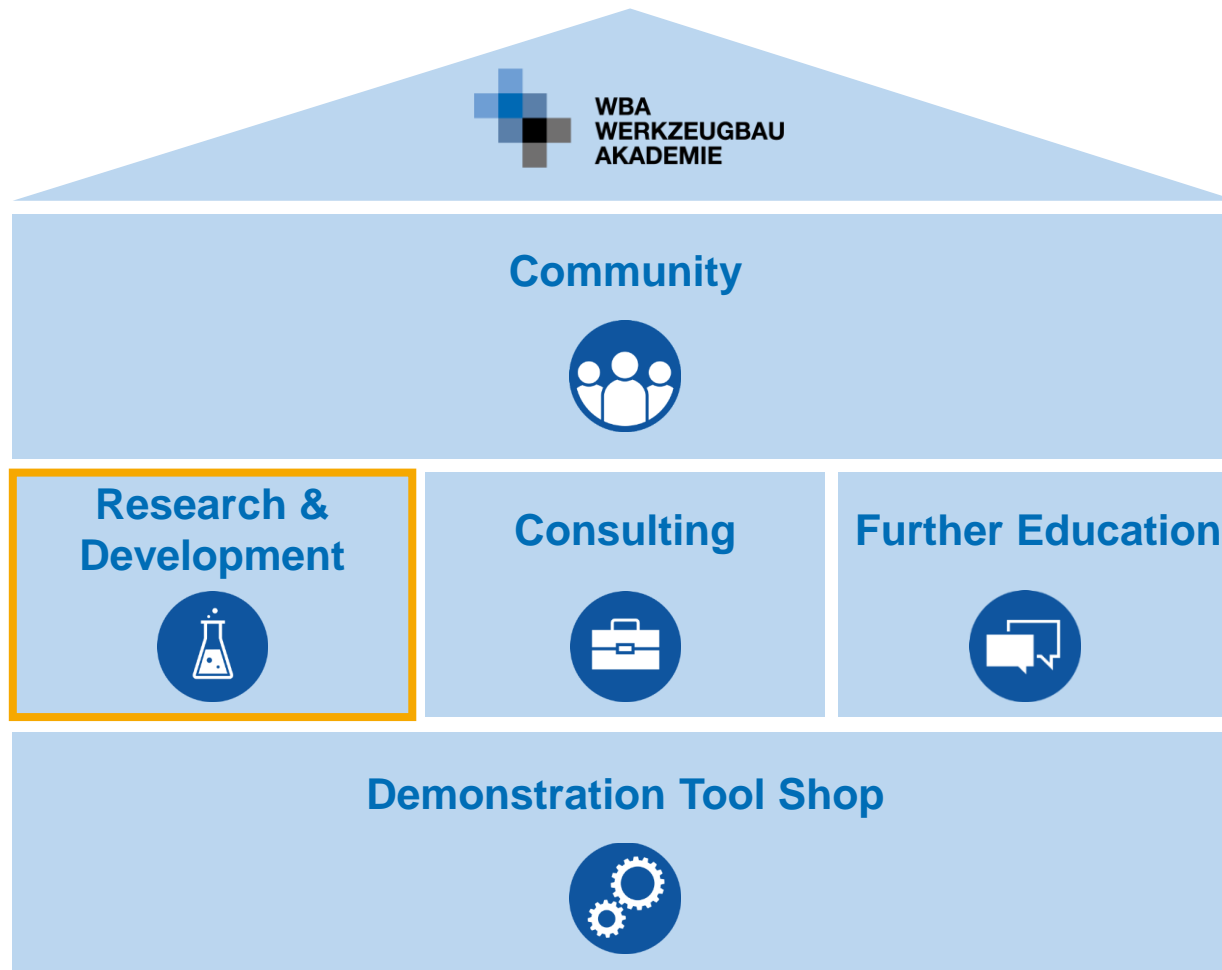 WBA
WERKZEUGBAU
AKADEMIE
Community
Research &
Development
Consulting
Further Education
Demonstration Tool Shop